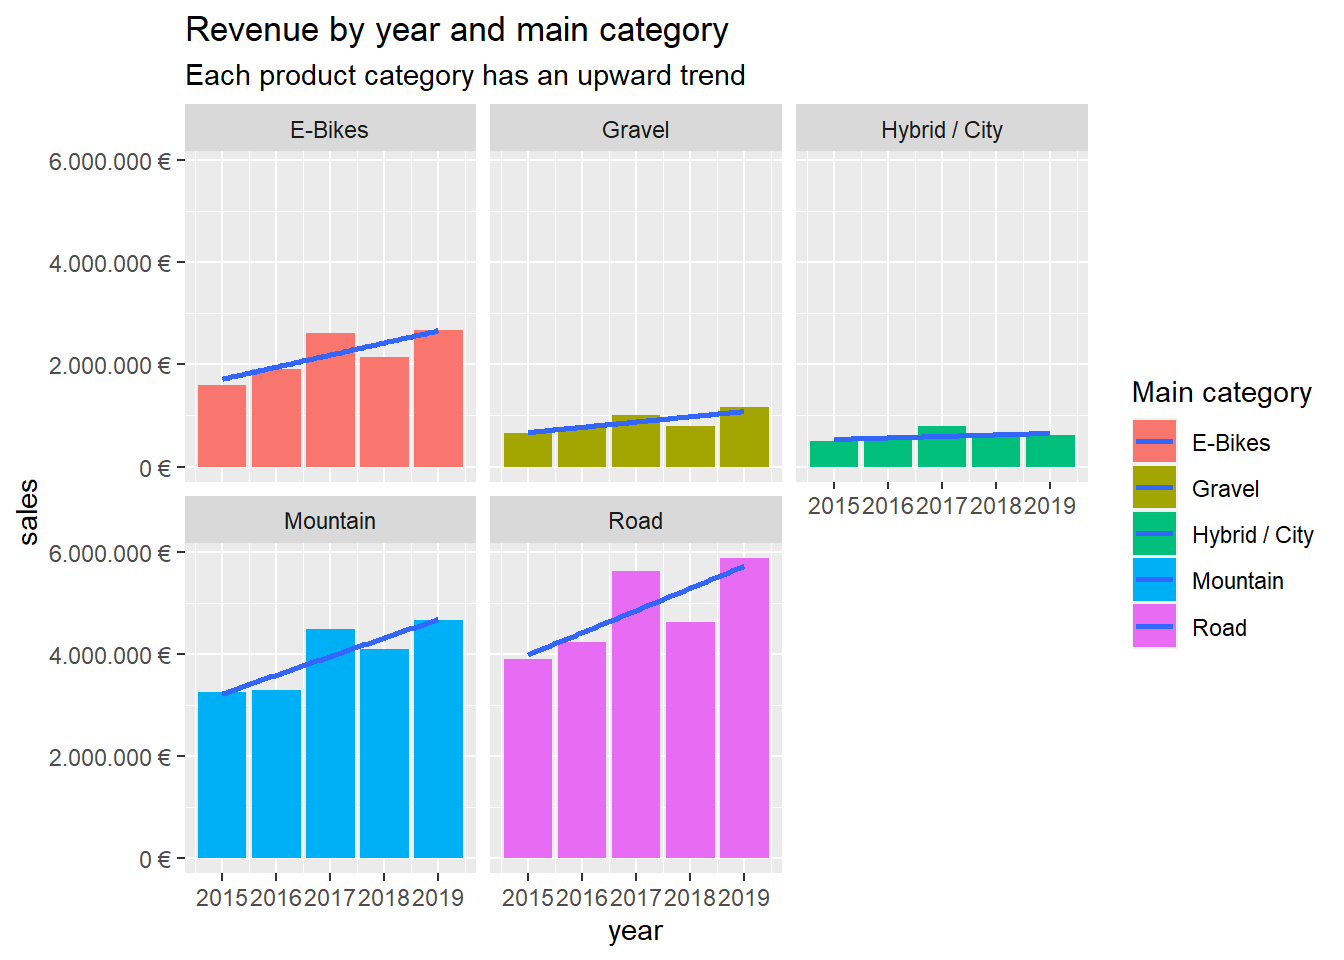 Revenue by year and main category
Each product category has an upward trend
E-Bikes
Gravel
Hybrid / City
6.000.000 €
4.000.000 €
2.000.000 €
0 €
2015 2016 2017 2018 2019
Mountain
Road
6.000.000 €
4.000.000 €
2.000.000 €
0 €
2015 2016 2017 2018 2019
2015 2016 2017 2018 2019
year
sales
Main category
E-Bikes
Gravel
Hybrid / City
Mountain
Road